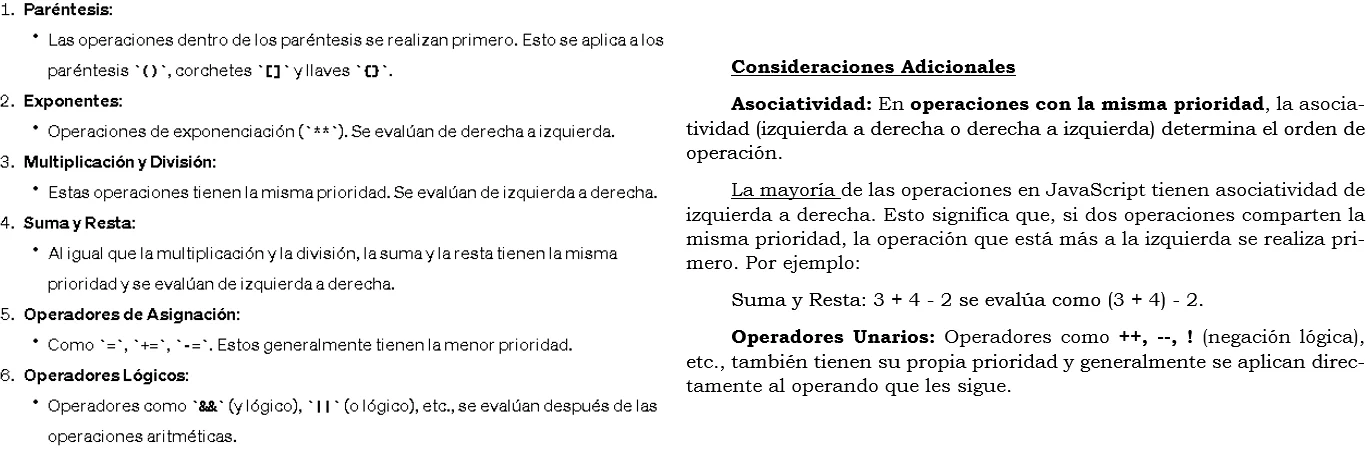 1. Paréntesis:
• Las operaciones dentro de los paréntesis se realizan primero. Esto se aplica a los
paréntesis `()`, corchetes `[]` y llaves `{}`.
2. Exponentes:
• Operaciones de exponenciación (`**`). Se evalúan de derecha a izquierda.
3. Multiplicación y División:
• Estas operaciones tienen la misma prioridad. Se evalúan de izquierda a derecha.
4. Suma y Resta:
• Al igual que la multiplicación y la división, la suma y la resta tienen la misma
prioridad y se evalúan de izquierda a derecha.
5. Operadores de Asignación:
• Como `=`, `+=`, `-=`. Estos generalmente tienen la menor prioridad.
6. Operadores Lógicos:
• Operadores como `&&` (y lógico), `||` (o lógico), etc., se evalúan después de las
operaciones aritméticas.
Consideraciones Adicionales
Asociatividad: En operaciones con la misma prioridad, la asocia-
tividad (izquierda a derecha o derecha a izquierda) determina el orden de
operación.
La mayoría de las operaciones en JavaScript tienen asociatividad de
izquierda a derecha. Esto significa que, si dos operaciones comparten la
misma prioridad, la operación que está más a la izquierda se realiza pri-
mero. Por ejemplo:
Suma y Resta: 3 + 4 - 2 se evalúa como (3 + 4) - 2.
Operadores Unarios: Operadores como ++, --, ! (negación lógica),
etc., también tienen su propia prioridad y generalmente se aplican direc-
tamente al operando que les sigue.